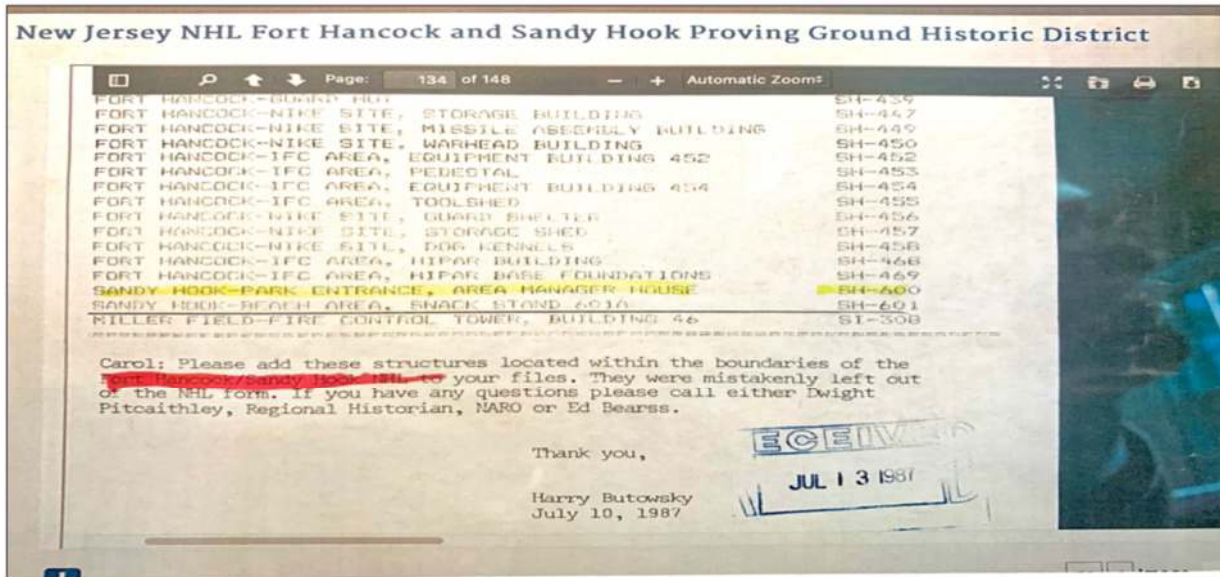 New Jersey NHL Fort Hancock and Sandy Hook Proving Ground Historic District
Page: 134 of 148 — + Automatic Zoom
FORT HANCOCK-GUARD HUT SH-439
FORT HANCOCK-NIKE SITE, STORAGE BUILDING SH-447
FORT HANCOCK-NIKE SITE, MISSILE ASSEMBLY BUILDING SH-449
FORT HANCOCK-NIKE SITE, WARHEAD BUILDING SH-450
FORT HANCOCK-IFC AREA, EQUIPMENT BUILDING 452 SH-452
FORT HANCOCK-IFC AREA, PEDESTAL SH-453
FORT HANCOCK-IFC AREA, EQUIPMENT BUILDING 454 SH-454
FORT HANCOCK-IFC AREA, TOOLSHED SH-455
FORT HANCOCK-NIKE SITE, GUARD SHELTER SH-456
FORT HANCOCK-NIKE SITE, STORAGE SHED SH-457
FORT HANCOCK-NIKE SITE, DOG KENNELS SH-458
FORT HANCOCK-IFC AREA, HIPAR BUILDING SH-468
FORT HANCOCK-IFC AREA, HIPAR BASE FOUNDATIONS SH-469
SANDY HOOK-PARK ENTRANCE, AREA MANAGER HOUSE SH-600
SANDY HOOK-BEACH AREA, SNACK STAND 601A SH-601
MILLER FIELD-FIRE CONTROL TOWER, BUILDING 46 SI-308
Carol: Please add these structures located within the boundaries of the
Fort Hancock/Sandy Hook NHL to your files. They were mistakenly left out
of the NHL form. If you have any questions please call either Dwight
Pitcaithley, Regional Historian, NARO or Ed Bearss.
Thank you,
ECEIVED
JUL 13 1987
Harry Butowsky
July 10, 1987